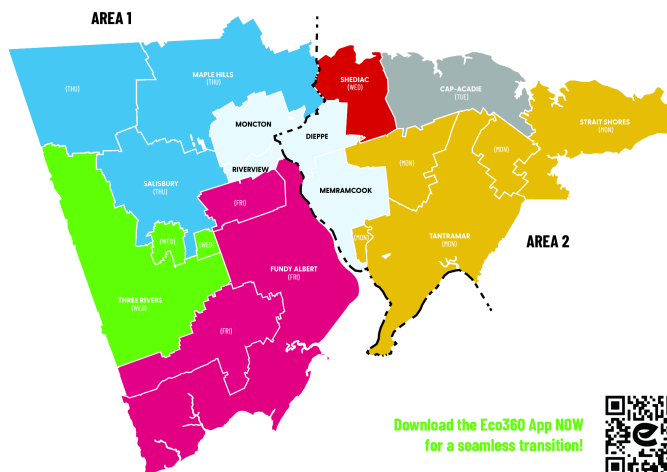 AREA 1
(THU)
MAPLE HILLS
(THU)
SHEDIAC
(WED)
CAP-ACADIE
(TUE)
STRAIT SHORES
(MON)
MONCTON
DIEPPE
(MON)
(MON)
RIVERVIEW
SALISBURY
(THU)
MEMRAMCOOK
(FRI)
(WED)
(WED)
(MON)
TANTRAMAR
(MON)
AREA 2
FUNDY ALBERT
(FRI)
THREE RIVERS
(WED)
(FRI)
Download the Eco360 App NOW
for a seamless transition!
e